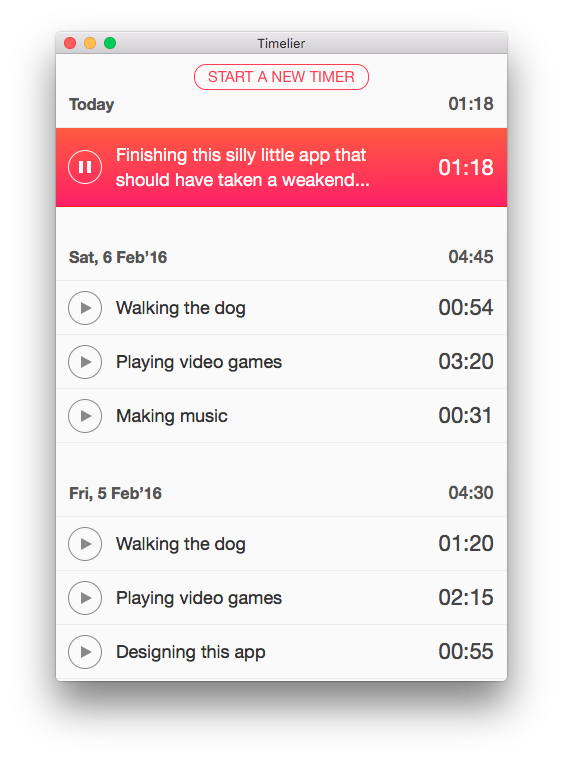 Timelier
START A NEW TIMER
Today 01:18
Finishing this silly little app that
should have taken a weekend... 01:18
Sat, 6 Feb’16 04:45
Walking the dog 00:54
Playing video games 03:20
Making music 00:31
Fri, 5 Feb’16 04:30
Walking the dog 01:20
Playing video games 02:15
Designing this app 00:55